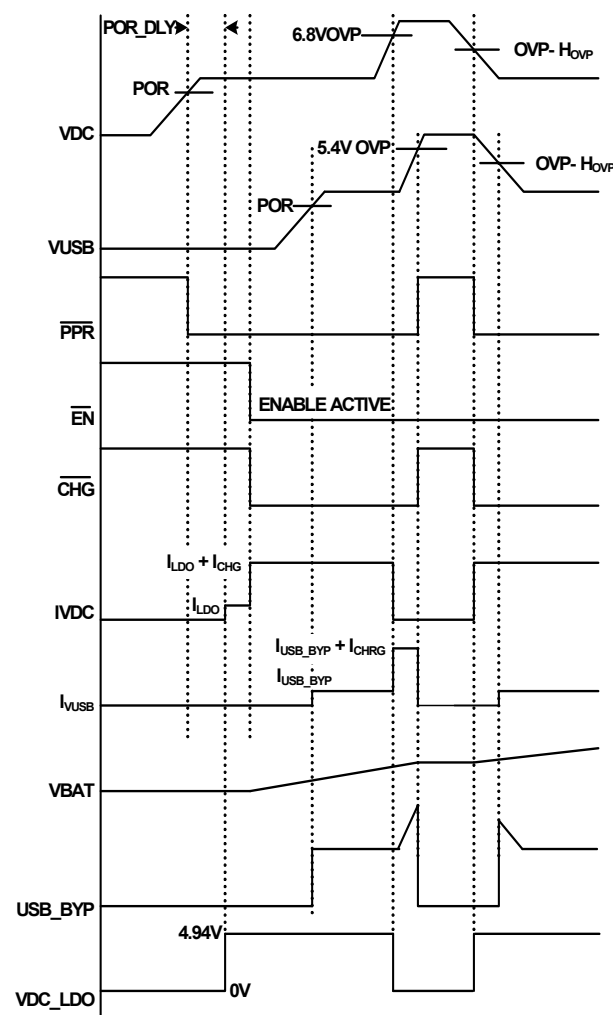 POR_DLY
6.8VOVP
OVP- HOVP
POR
VDC
5.4V OVP
OVP- HOVP
POR
VUSB
PPR
ENABLE ACTIVE
EN
CHG
ILDO + ICHG
ILDO
IVDC
IUSB_BYP + ICHRG
IUSB_BYP
IVUSB
VBAT
USB_BYP
4.94V
0V
VDC_LDO